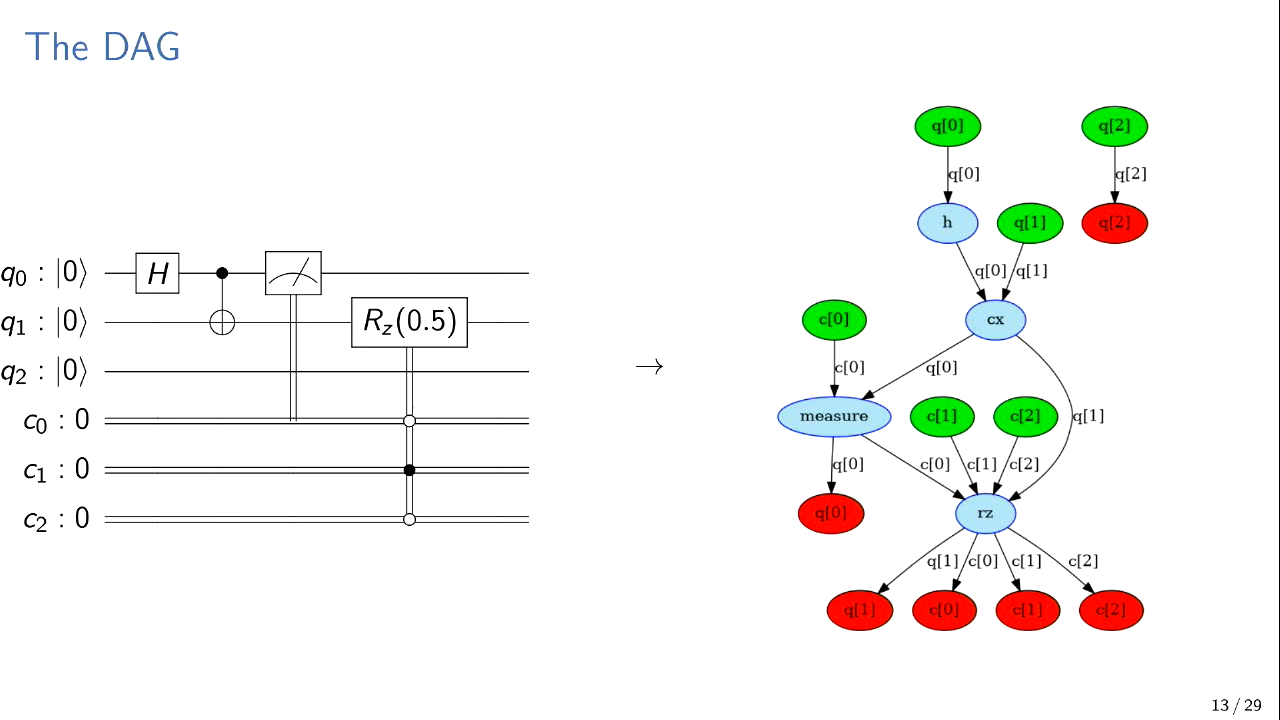 The DAG
q₀ : |0⟩
H
q₁ : |0⟩
R_z(0.5)
q₂ : |0⟩
c₀ : 0
c₁ : 0
c₂ : 0
→
q[0] q[2]
q[0] q[2]
h q[1] q[2]
q[0] q[1]
c[0] cx
c[0] q[0]
measure c[1] c[2] q[1]
q[0] c[0] c[1] c[2]
q[0] rz
q[1] c[0] c[1] c[2]
q[1] c[0] c[1] c[2]
13 / 29